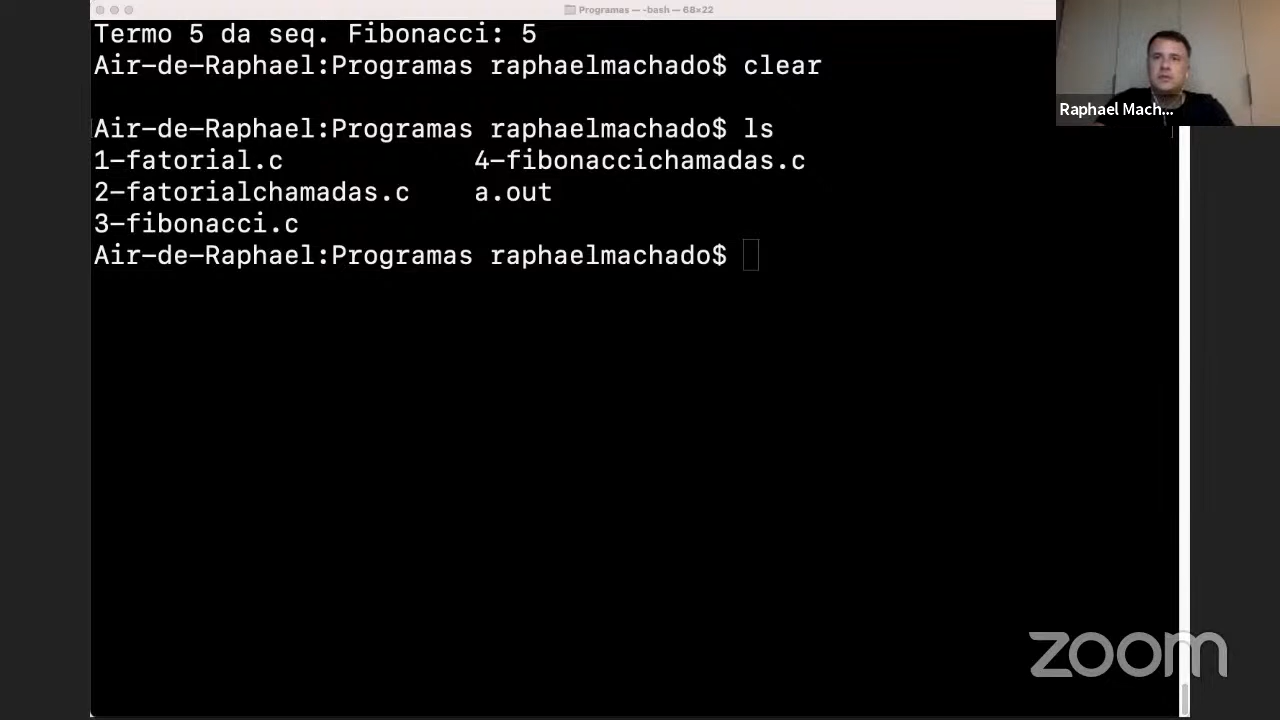 Programas — -bash — 68×22
Termo 5 da seq. Fibonacci: 5
Air-de-Raphael:Programas raphaelmachado$ clear
Air-de-Raphael:Programas raphaelmachado$ ls
1-fatorial.c 4-fibonaccichamadas.c
2-fatorialchamadas.c a.out
3-fibonacci.c
Air-de-Raphael:Programas raphaelmachado$
Raphael Mach...
zoom